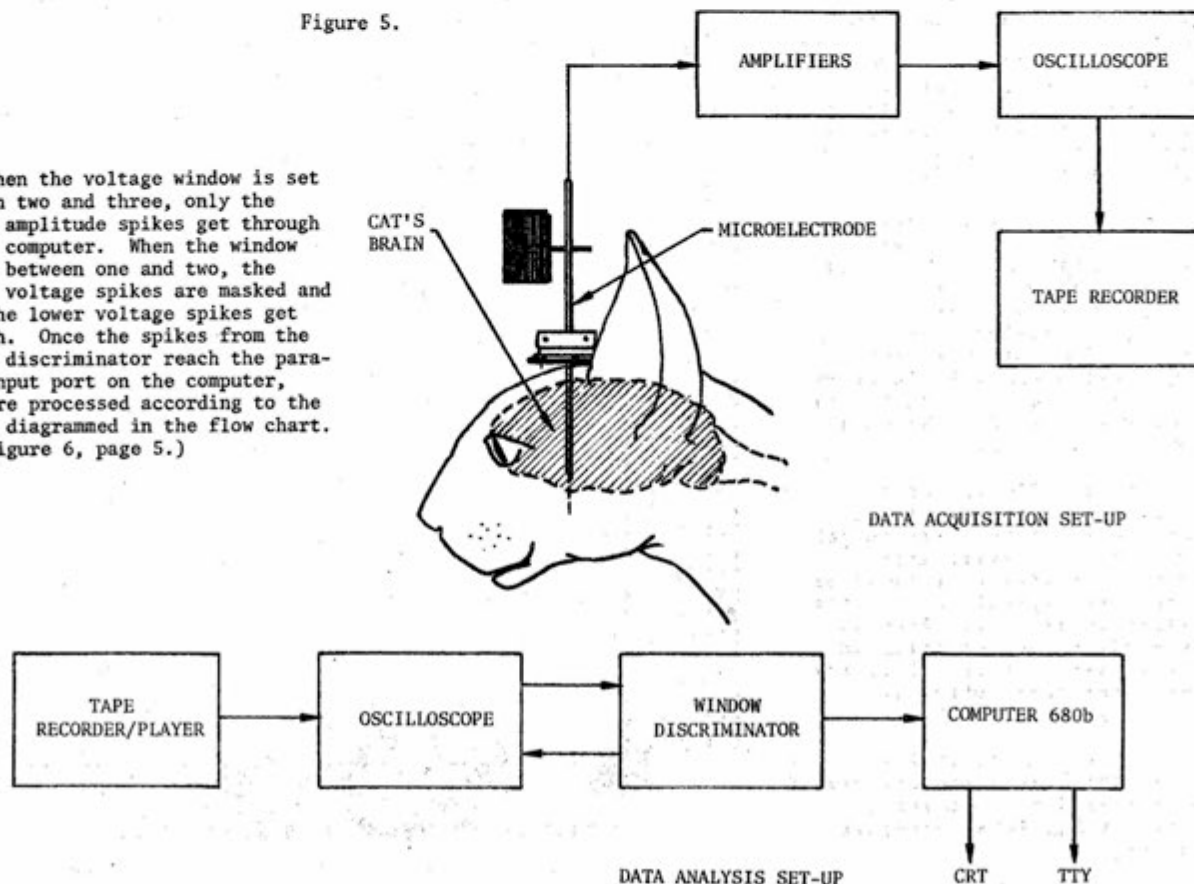 Figure 5.
AMPLIFIERS
OSCILLOSCOPE
TAPE RECORDER
CAT'S
BRAIN
MICROELECTRODE
hen the voltage window is set
n two and three, only the
amplitude spikes get through
computer. When the window
between one and two, the
voltage spikes are masked and
he lower voltage spikes get
n. Once the spikes from the
discriminator reach the para-
nput port on the computer,
re processed according to the
diagrammed in the flow chart.
igure 6, page 5.)
DATA ACQUISITION SET-UP
TAPE
RECORDER/PLAYER
OSCILLOSCOPE
WINDOW
DISCRIMINATOR
COMPUTER 680b
DATA ANALYSIS SET-UP
CRT
TTY